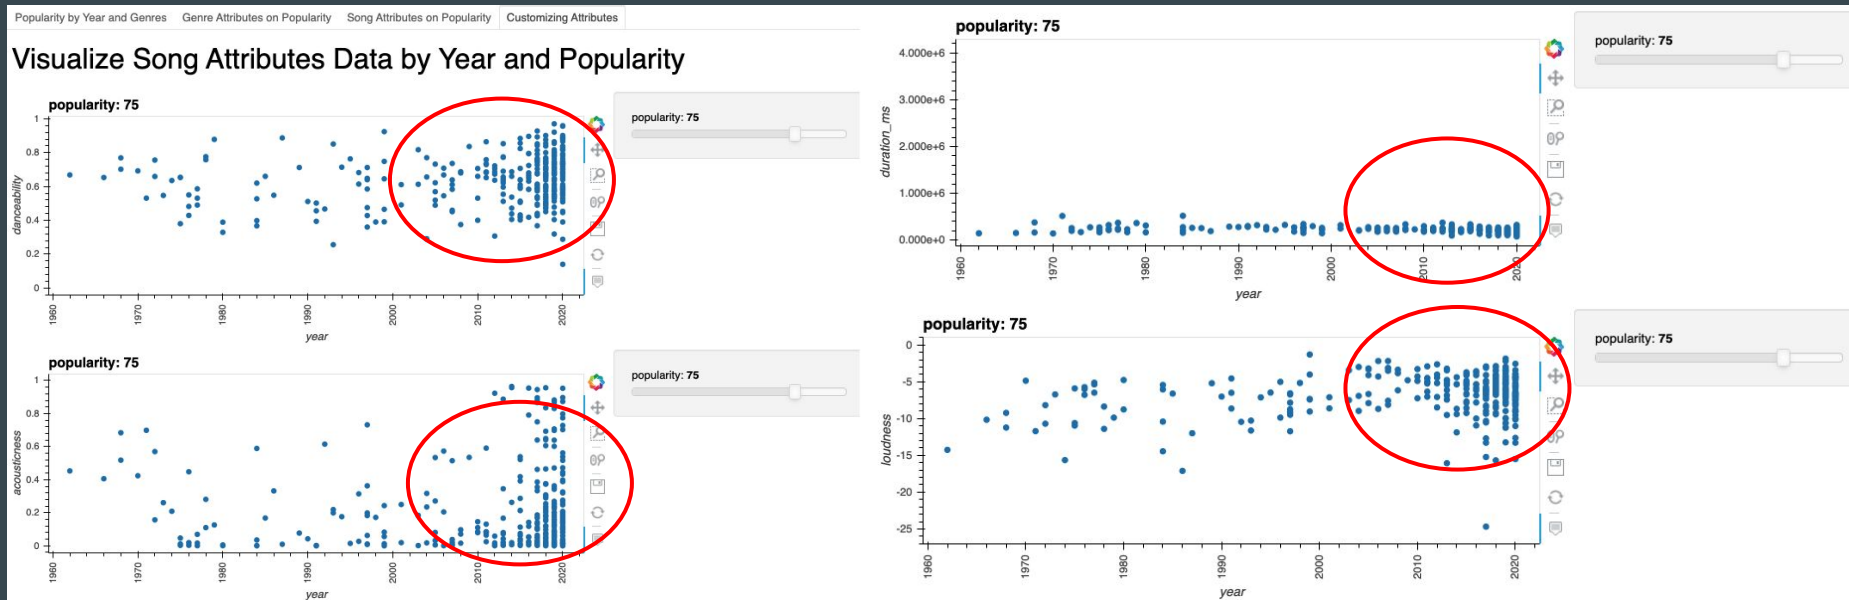 Popularity by Year and Genres Genre Attributes on Popularity Song Attributes on Popularity Customizing Attributes
Visualize Song Attributes Data by Year and Popularity
popularity: 75
popularity: 75
1
0.8
0.6
0.4
0.2
0
danceability
1960
1970
1980
1990
2000
2010
2020
year
popularity: 75
popularity: 75
1
0.8
0.6
0.4
0.2
0
acousticness
1960
1970
1980
1990
2000
2010
2020
year
popularity: 75
popularity: 75
4.000e+6
3.000e+6
2.000e+6
1.000e+6
0.000e+0
duration_ms
1960
1970
1980
1990
2000
2010
2020
year
popularity: 75
popularity: 75
0
-5
-10
-15
-20
-25
loudness
1960
1970
1980
1990
2000
2010
2020
year